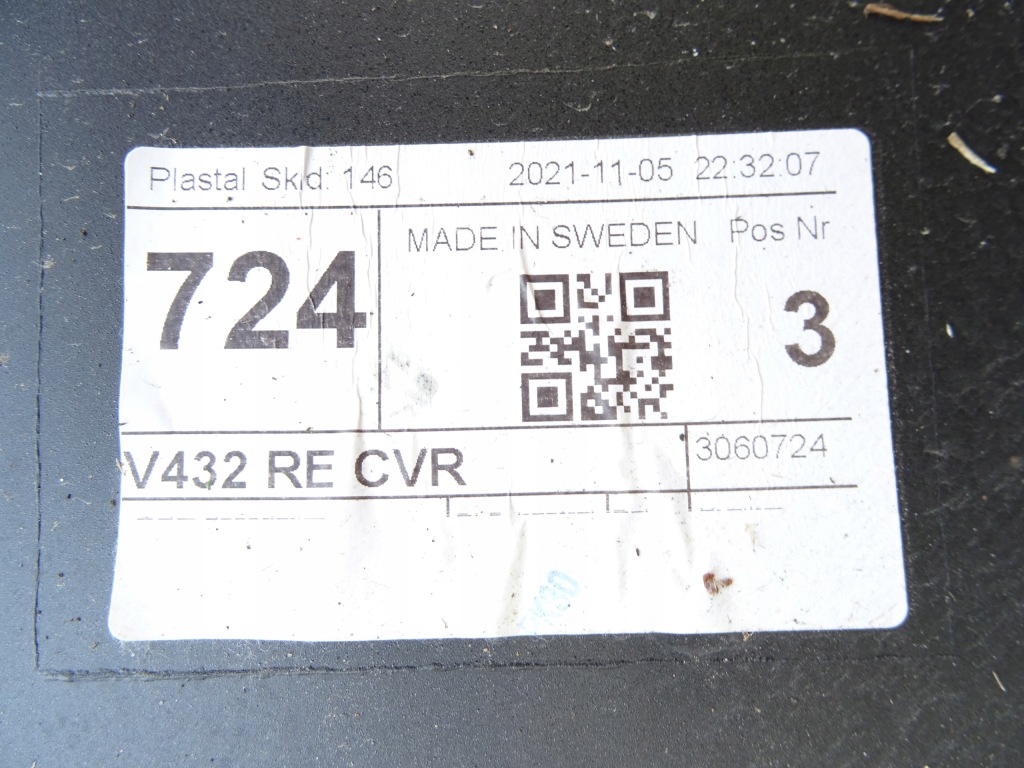 Plastal Skid: 146 2021-11-05 22:32:07
724 MADE IN SWEDEN Pos Nr
3
V432 RE CVR 3060724